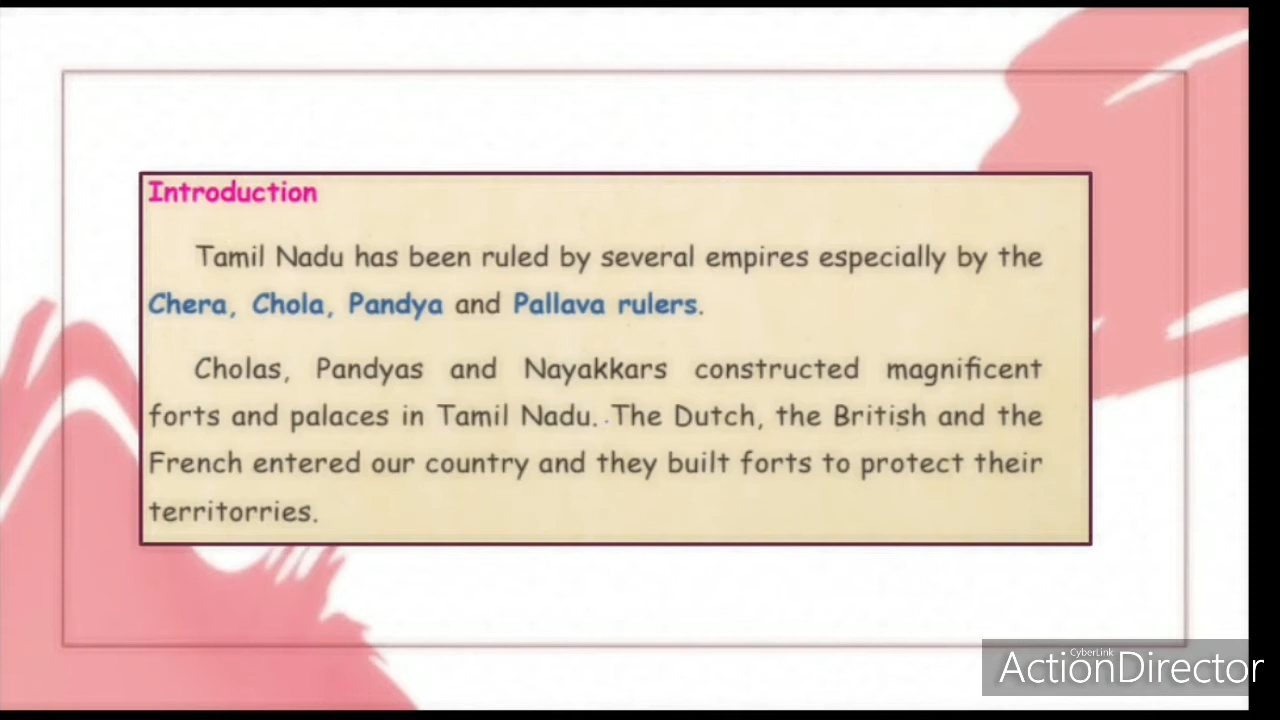 Introduction
Tamil Nadu has been ruled by several empires especially by the
Chera, Chola, Pandya and Pallava rulers.
Cholas, Pandyas and Nayakkars constructed magnificent
forts and palaces in Tamil Nadu. The Dutch, the British and the
French entered our country and they built forts to protect their
territorries.
CyberLink
ActionDirector